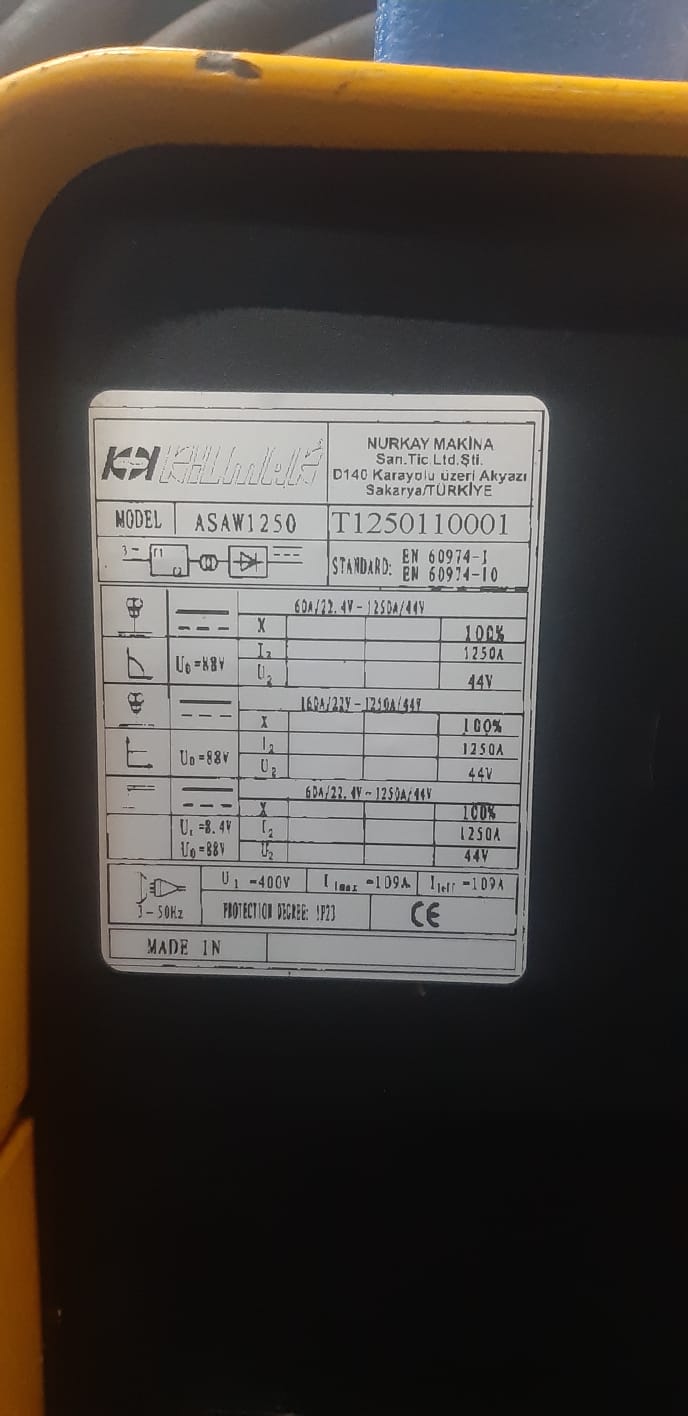 NURKAY MAKİNA
San.Tic.Ltd.Şti.
D140 Karayolu üzeri Akyazı
Sakarya/TÜRKİYE
MODEL ASAW1250 T1250110001
STANDARD: EN 60974-1
EN 60974-10
60A/22.4V-1250A/44V
X 100%
I2 1250A
U0=88V
U2 44V
160A/22V-1250A/44V
X 100%
I2 1250A
U0=88V
U2 44V
60A/22.4V~1250A/44V
X 100%
I2 1250A
U0=88V
U2 44V
U1=400V I1max=109A I1eff=109A
3~50Hz PROTECTION DEGREE: IP23 CE
MADE IN